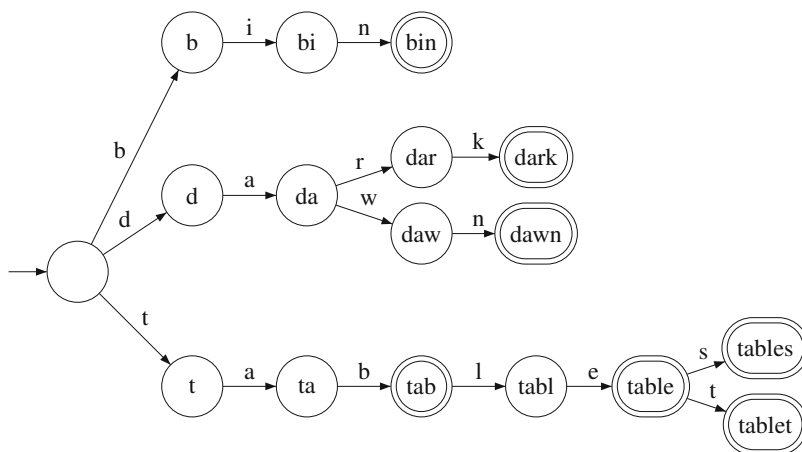 b i bi n bin
b
d a da r dar k dark
d w daw n dawn
t
t a ta b tab l tabl e table s tables
t tablet